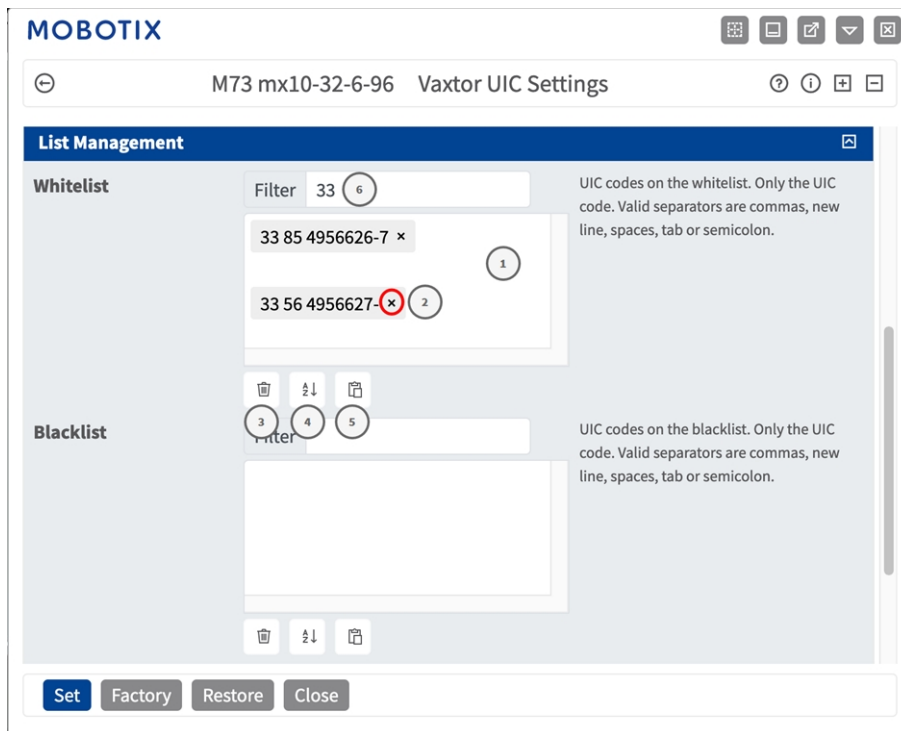 MOBOTIX
M73 mx10-32-6-96 Vaxtor UIC Settings
List Management
Whitelist
Filter 33 6
UIC codes on the whitelist. Only the UIC
code. Valid separators are commas, new
line, spaces, tab or semicolon.
33 85 4956626-7 ×
1
33 56 4956627- × 2
3 4 5
Blacklist
Filter
UIC codes on the blacklist. Only the UIC
code. Valid separators are commas, new
line, spaces, tab or semicolon.
Set Factory Restore Close